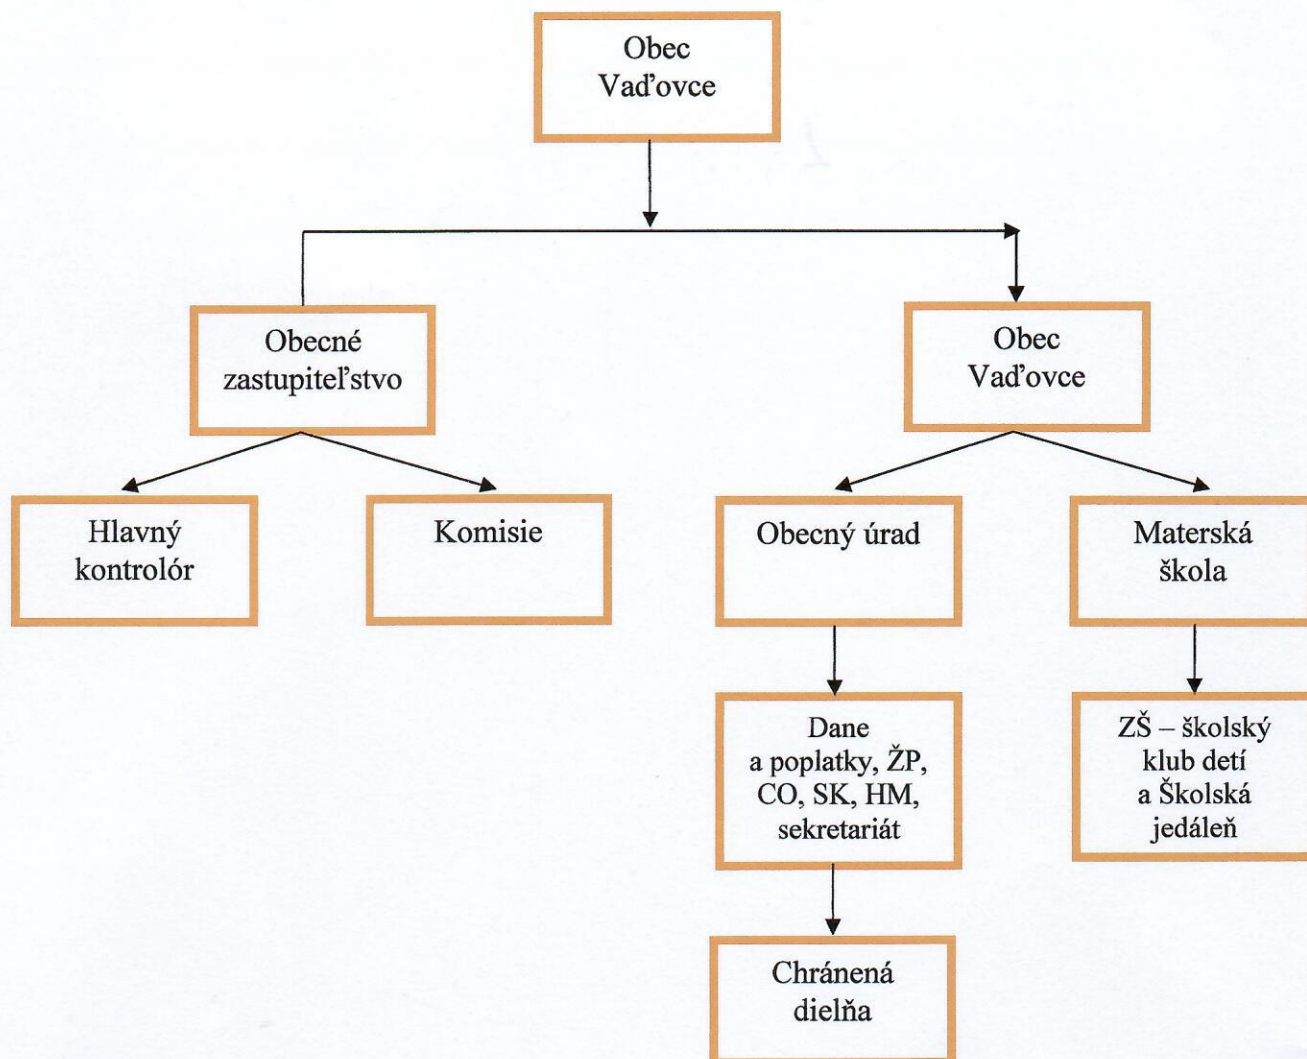 Obec
Vaďovce
Obecné
zastupiteľstvo
Obec
Vaďovce
Hlavný
kontrolór
Komisie
Obecný úrad
Materská
škola
Dane
a poplatky, ŽP,
CO, SK, HM,
sekretariát
ZŠ – školský
klub detí
a Školská
jedáleň
Chránená
dielňa